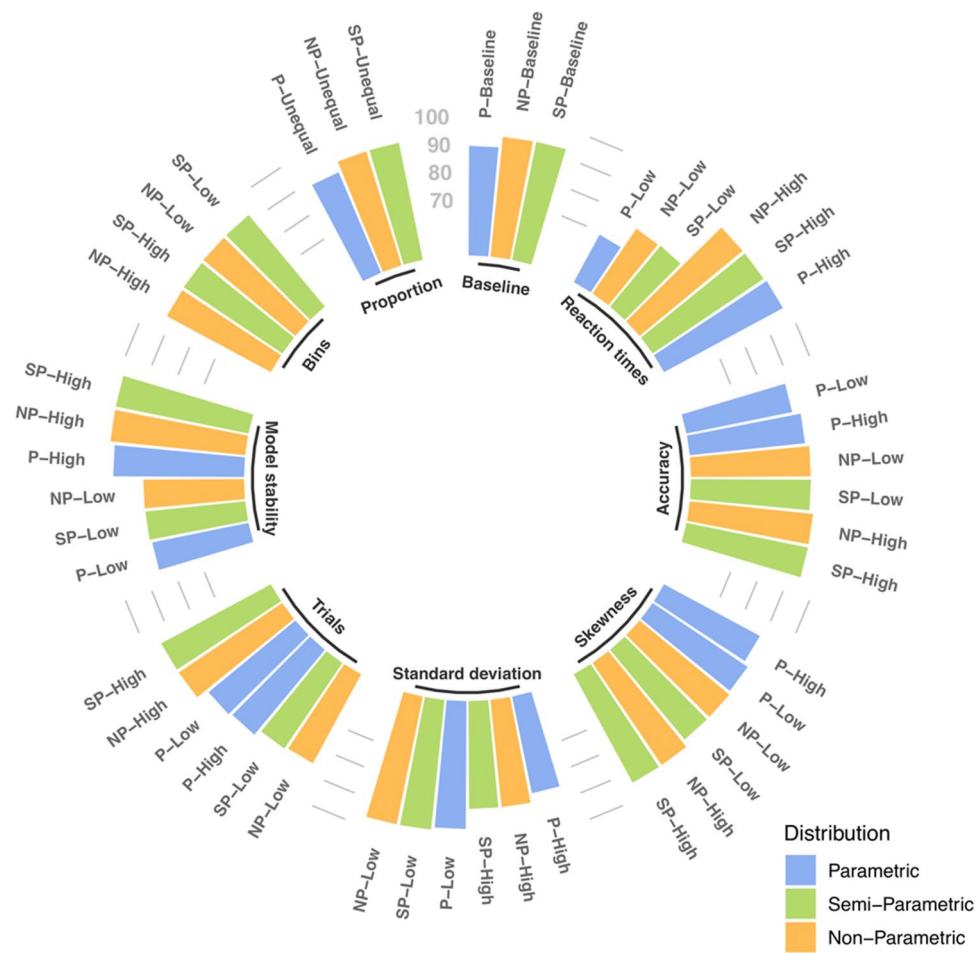 P–Baseline
NP–Baseline
SP–Baseline
P–Low
NP–Low
SP–Low
NP–High
SP–High
P–High
P–Low
P–High
NP–Low
SP–Low
NP–High
SP–High
P–High
P–Low
NP–Low
SP–Low
NP–High
SP–High
P–High
NP–High
SP–High
P–Low
SP–Low
NP–Low
NP–Low
SP–Low
P–High
P–Low
NP–High
SP–High
P–Low
SP–Low
NP–Low
P–High
NP–High
SP–High
NP–High
SP–High
NP–Low
SP–Low
P–Unequal
NP–Unequal
SP–Unequal
100
90
80
70
Baseline
Reaction times
Accuracy
Skewness
Standard deviation
Trials
Model stability
Bins
Proportion
Distribution
Parametric
Semi–Parametric
Non–Parametric